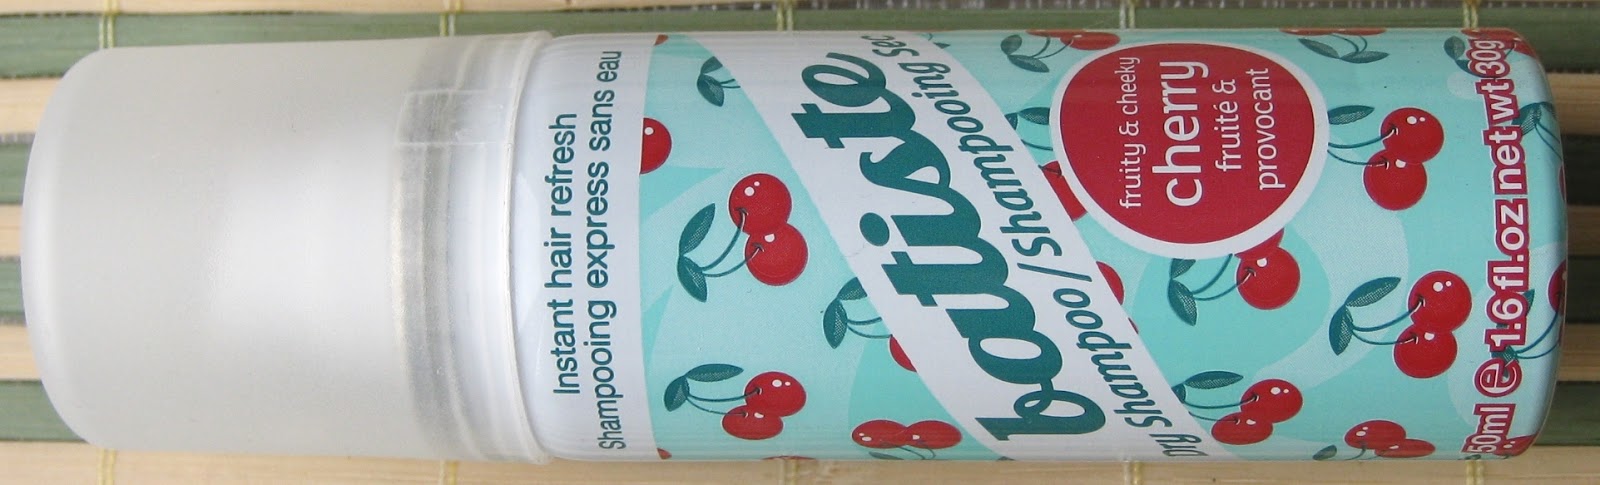 Instant hair refresh
Shampooing express sans eau
batiste
Dry Shampoo/Shampooing sec
fruity & cheeky
cherry
fruité &
provocant
50ml e 1.6 fl.oz net wt 30g